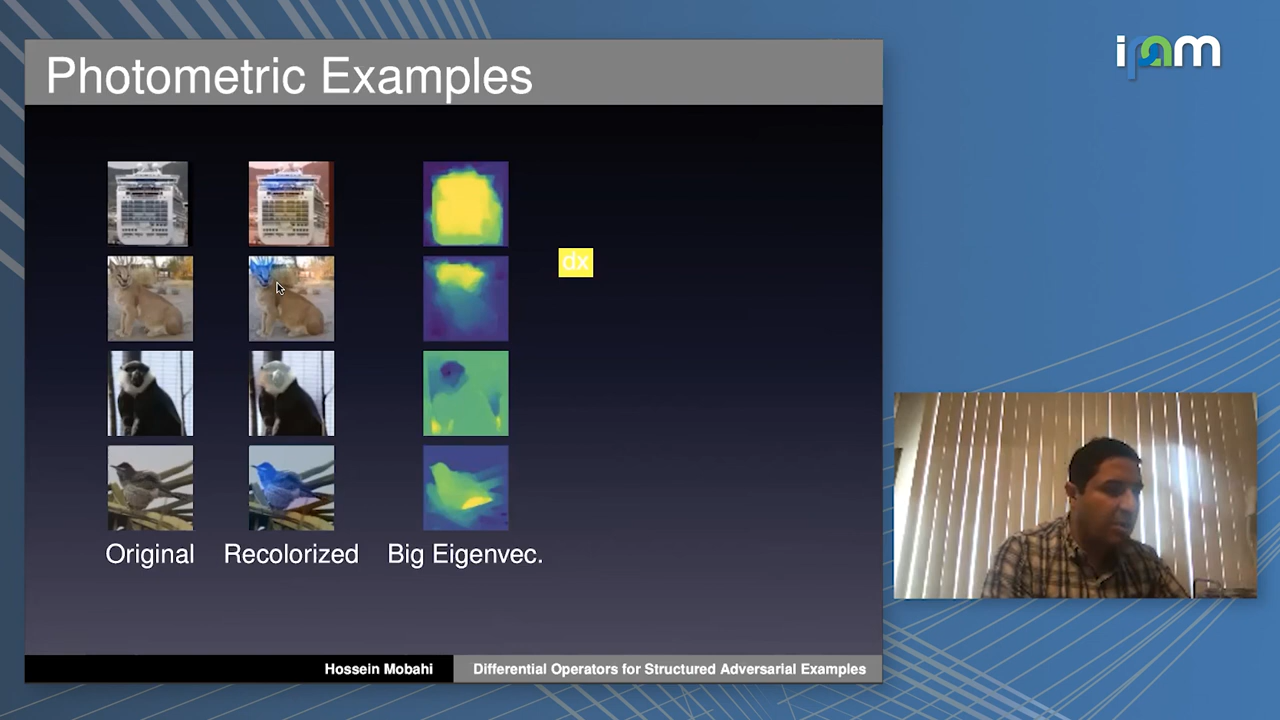 Photometric Examples
ipam
dx
Original Recolorized Big Eigenvec.
Hossein Mobahi Differential Operators for Structured Adversarial Examples